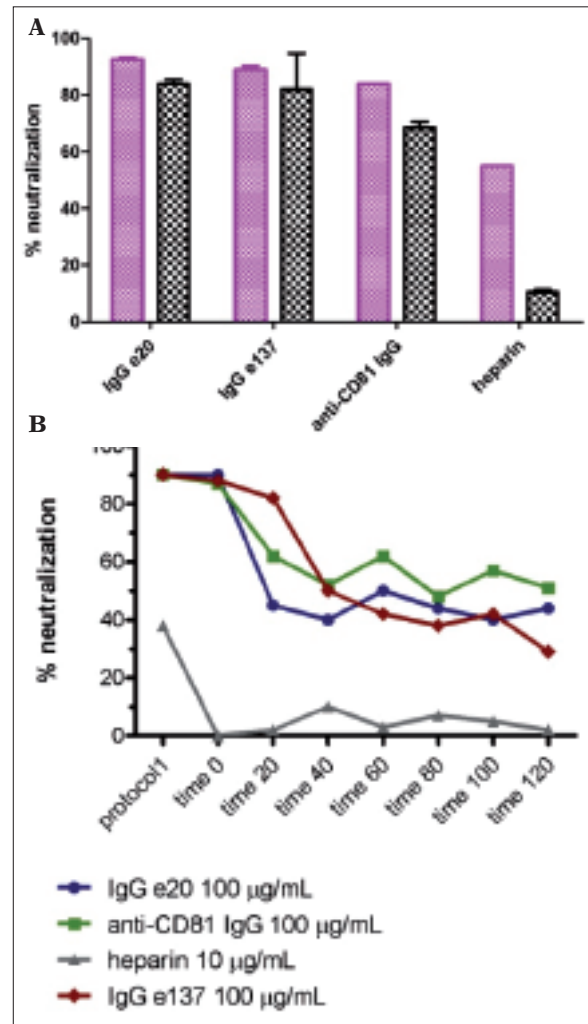 A
100
80
60
40
20
0
% neutralization
IgG e20
IgG e137
anti-CD81 IgG
heparin
B
100
80
60
40
20
0
% neutralization
protocol1
time 0
time 20
time 40
time 60
time 80
time 100
time 120
IgG e20 100 μg/mL
anti-CD81 IgG 100 μg/mL
heparin 10 μg/mL
IgG e137 100 μg/mL